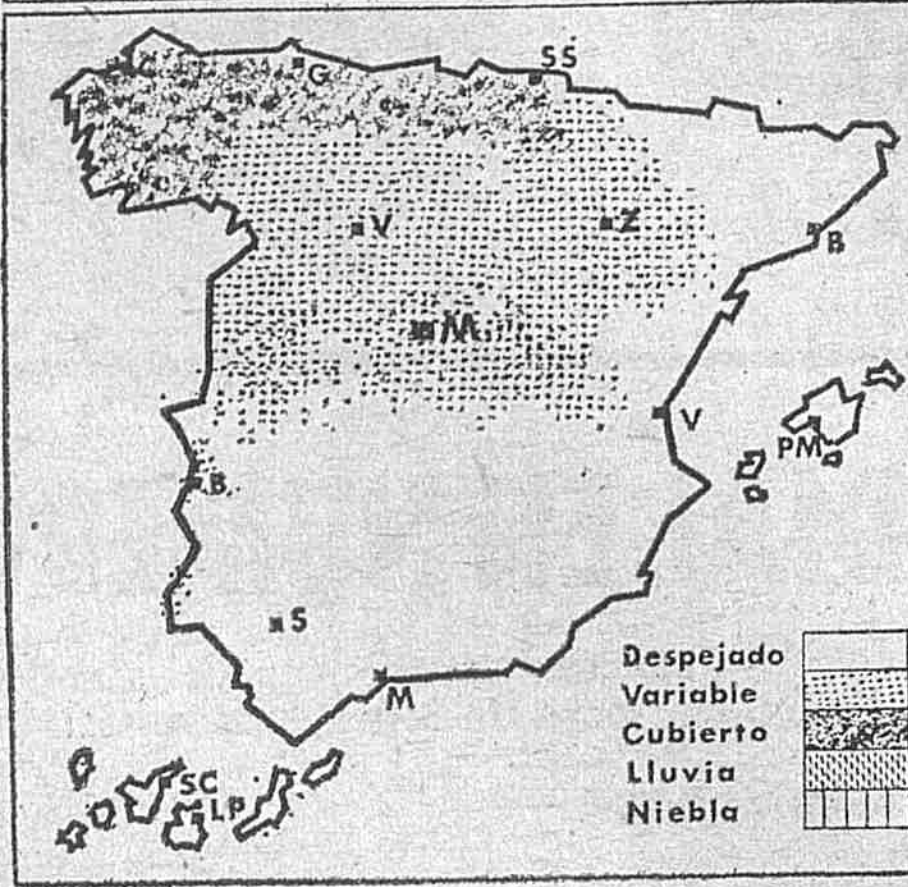 SS
G
V
Z
B
M
V
PM
B
S
M
SC
LP
Despejado
Variable
Cubierto
Lluvia
Niebla